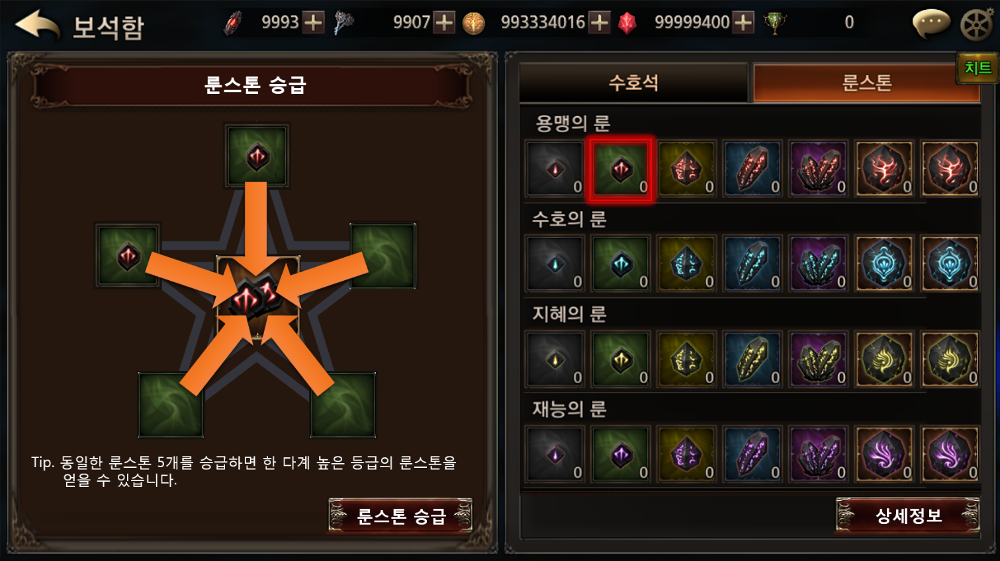 보석함 9993 9907 993334016 99999400 0
치트
룬스톤 승급
수호석 룬스톤
용맹의 룬
0 0 0 0 0 0 0
수호의 룬
0 0 0 0 0 0 0
지혜의 룬
0 0 0 0 0 0 0
재능의 룬
0 0 0 0 0 0 0
Tip. 동일한 룬스톤 5개를 승급하면 한 다계 높은 등급의 룬스톤을
얻을 수 있습니다.
룬스톤 승급
상세정보